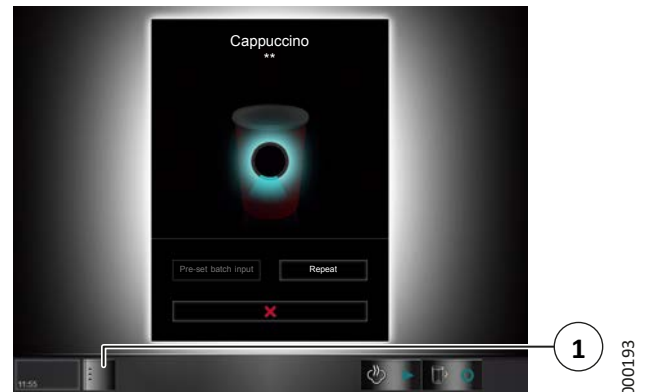 Cappuccino
**
Pre-set batch input
Repeat
11:55
1
000193